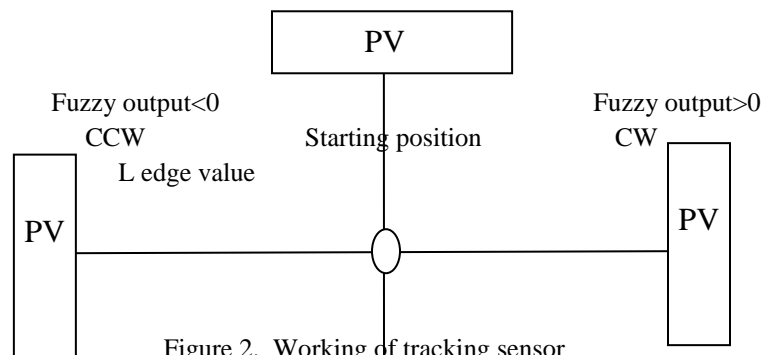 PV
Fuzzy output<0
Fuzzy output>0
CCW
Starting position
CW
L edge value
PV
PV
Figure 2. Working of tracking sensor